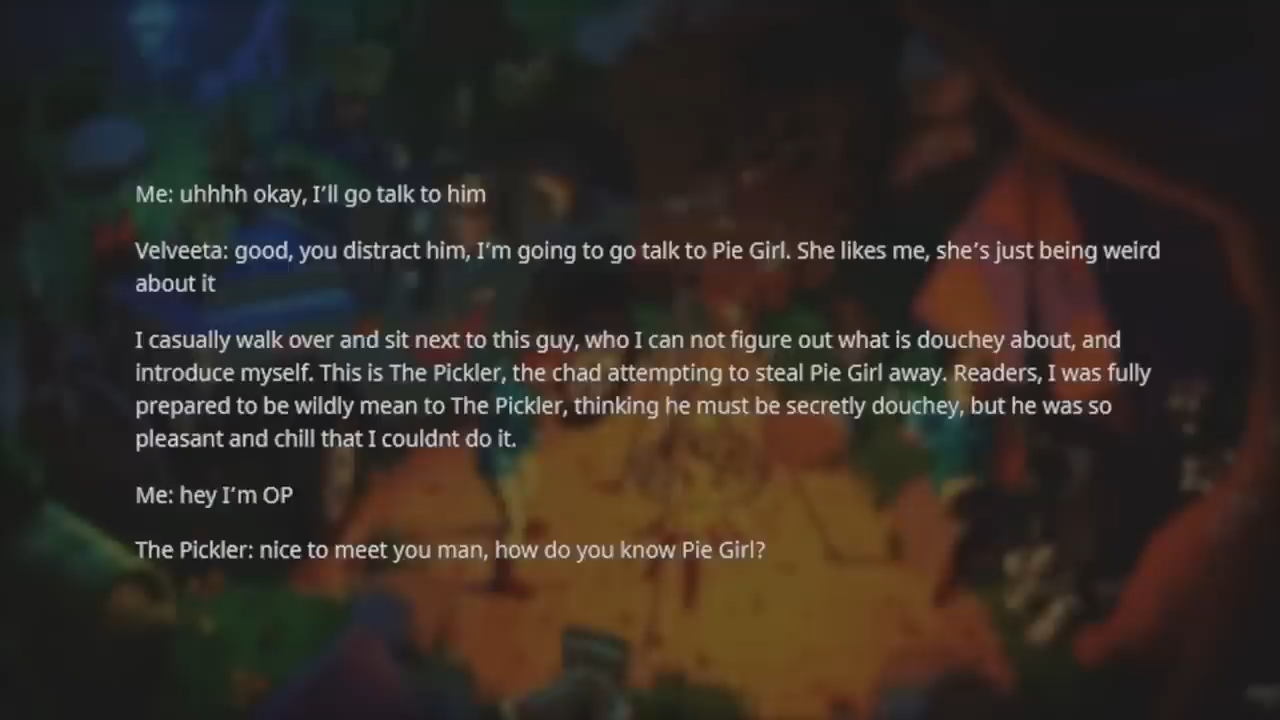 Me: uhhhh okay, I’ll go talk to him
Velveeta: good, you distract him, I’m going to go talk to Pie Girl. She likes me, she’s just being weird
about it
I casually walk over and sit next to this guy, who I can not figure out what is douchey about, and
introduce myself. This is The Pickler, the chad attempting to steal Pie Girl away. Readers, I was fully
prepared to be wildly mean to The Pickler, thinking he must be secretly douchey, but he was so
pleasant and chill that I couldnt do it.
Me: hey I’m OP
The Pickler: nice to meet you man, how do you know Pie Girl?